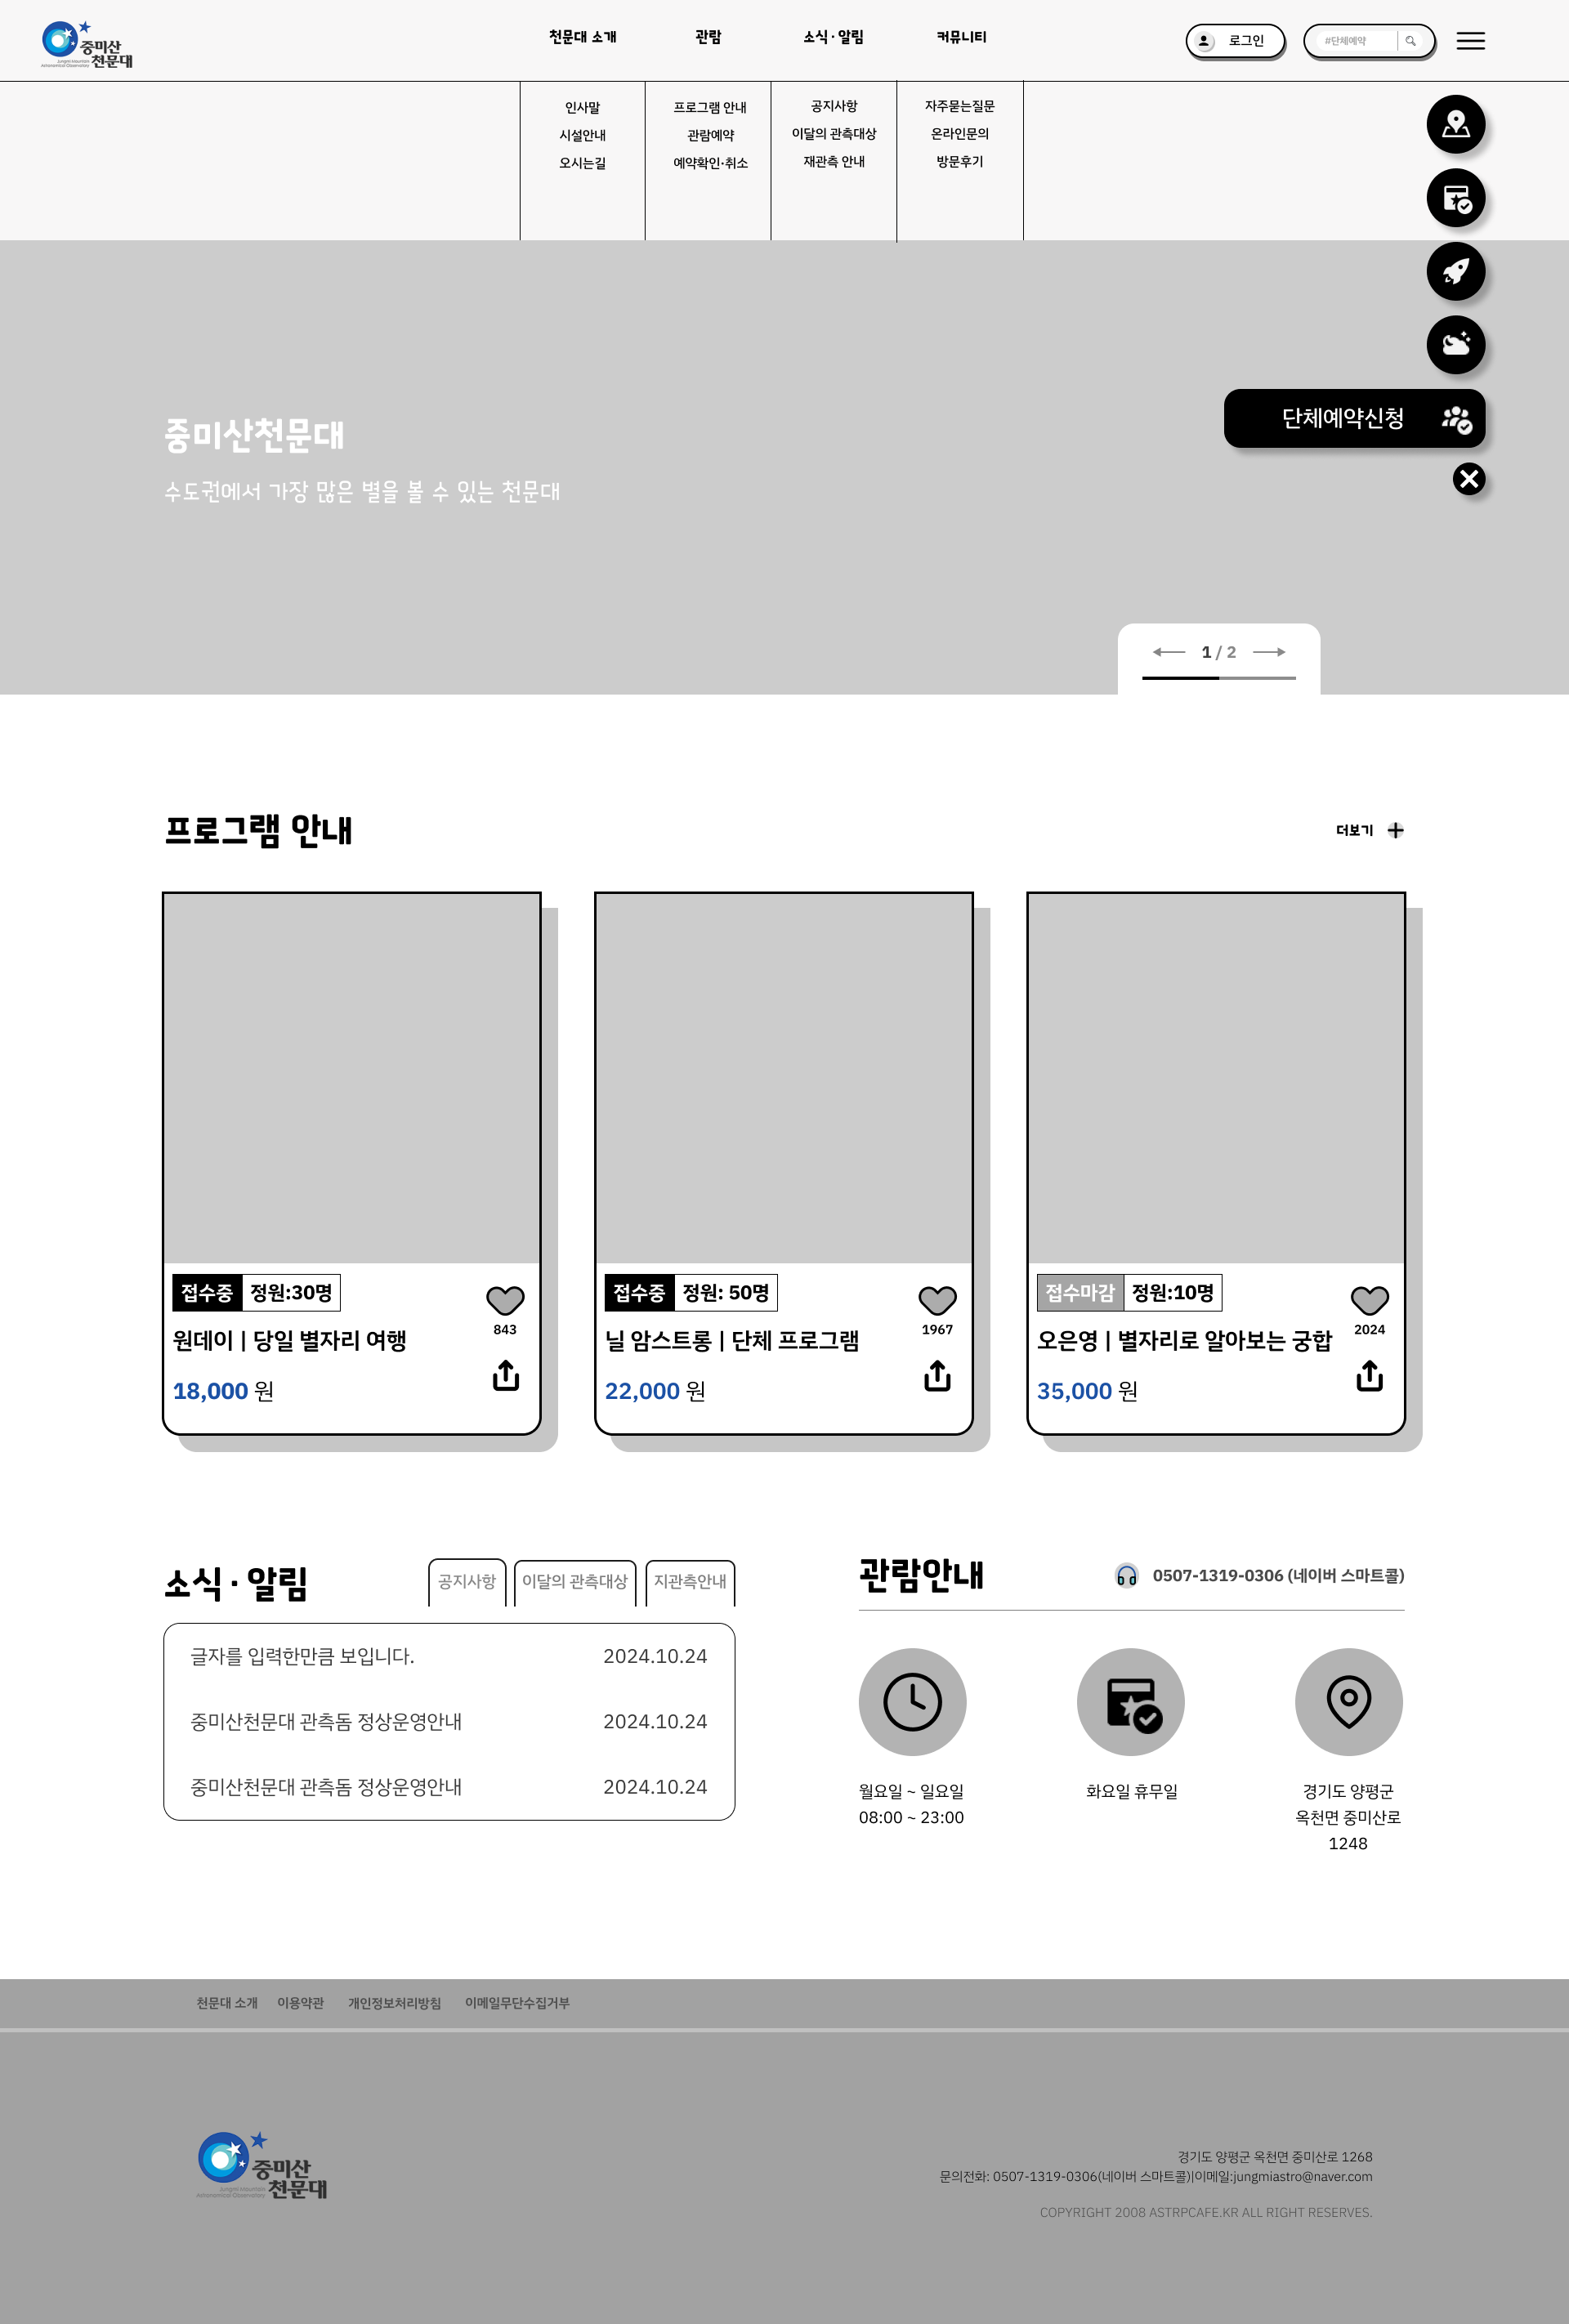 중미산
천문대
Jungmi Mountain
Astronomical Observatory
천문대 소개
관람
소식 · 알림
커뮤니티
로그인
#단체예약
인사말
시설안내
오시는길
프로그램 안내
관람예약
예약확인·취소
공지사항
이달의 관측대상
재관측 안내
자주묻는질문
온라인문의
방문후기
단체예약신청
중미산천문대
수도권에서 가장 많은 별을 볼 수 있는 천문대
1 / 2
프로그램 안내
더보기
접수중 정원:30명
843
원데이 | 당일 별자리 여행
18,000 원
접수중 정원: 50명
1967
닐 암스트롱 | 단체 프로그램
22,000 원
접수마감 정원:10명
2024
오은영 | 별자리로 알아보는 궁합
35,000 원
소식 · 알림
공지사항
이달의 관측대상
지관측안내
글자를 입력한만큼 보입니다. 2024.10.24
중미산천문대 관측돔 정상운영안내 2024.10.24
중미산천문대 관측돔 정상운영안내 2024.10.24
관람안내
0507-1319-0306 (네이버 스마트콜)
월요일 ~ 일요일
08:00 ~ 23:00
화요일 휴무일
경기도 양평군
옥천면 중미산로
1248
천문대 소개 이용약관 개인정보처리방침 이메일무단수집거부
중미산
천문대
Jungmi Mountain
Astronomical Observatory
경기도 양평군 옥천면 중미산로 1268
문의전화: 0507-1319-0306(네이버 스마트콜)|이메일:jungmiastro@naver.com
COPYRIGHT 2008 ASTRPCAFE.KR ALL RIGHT RESERVES.